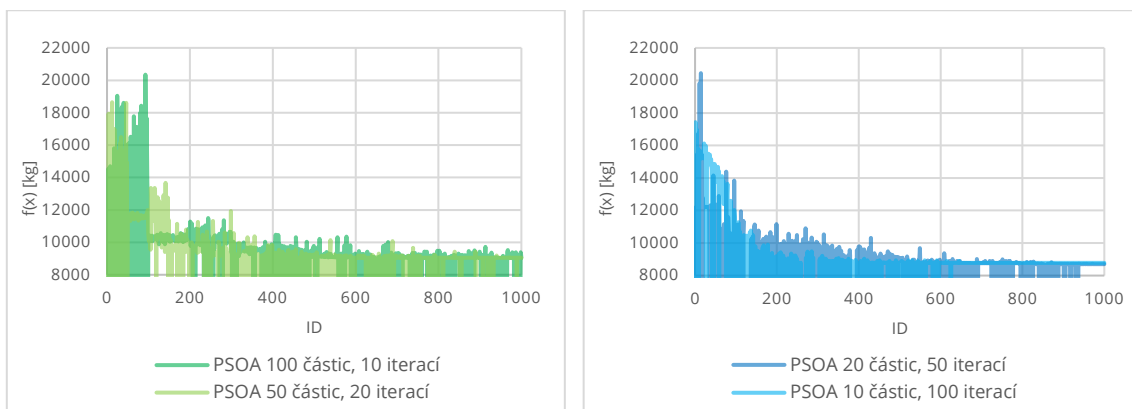 22000
20000
18000
16000
14000
12000
10000
8000
f(x) [kg]
0 200 400 600 800 1000
ID
PSOA 100 částic, 10 iterací
PSOA 50 částic, 20 iterací
22000
20000
18000
16000
14000
12000
10000
8000
f(x) [kg]
0 200 400 600 800 1000
ID
PSOA 20 částic, 50 iterací
PSOA 10 částic, 100 iterací